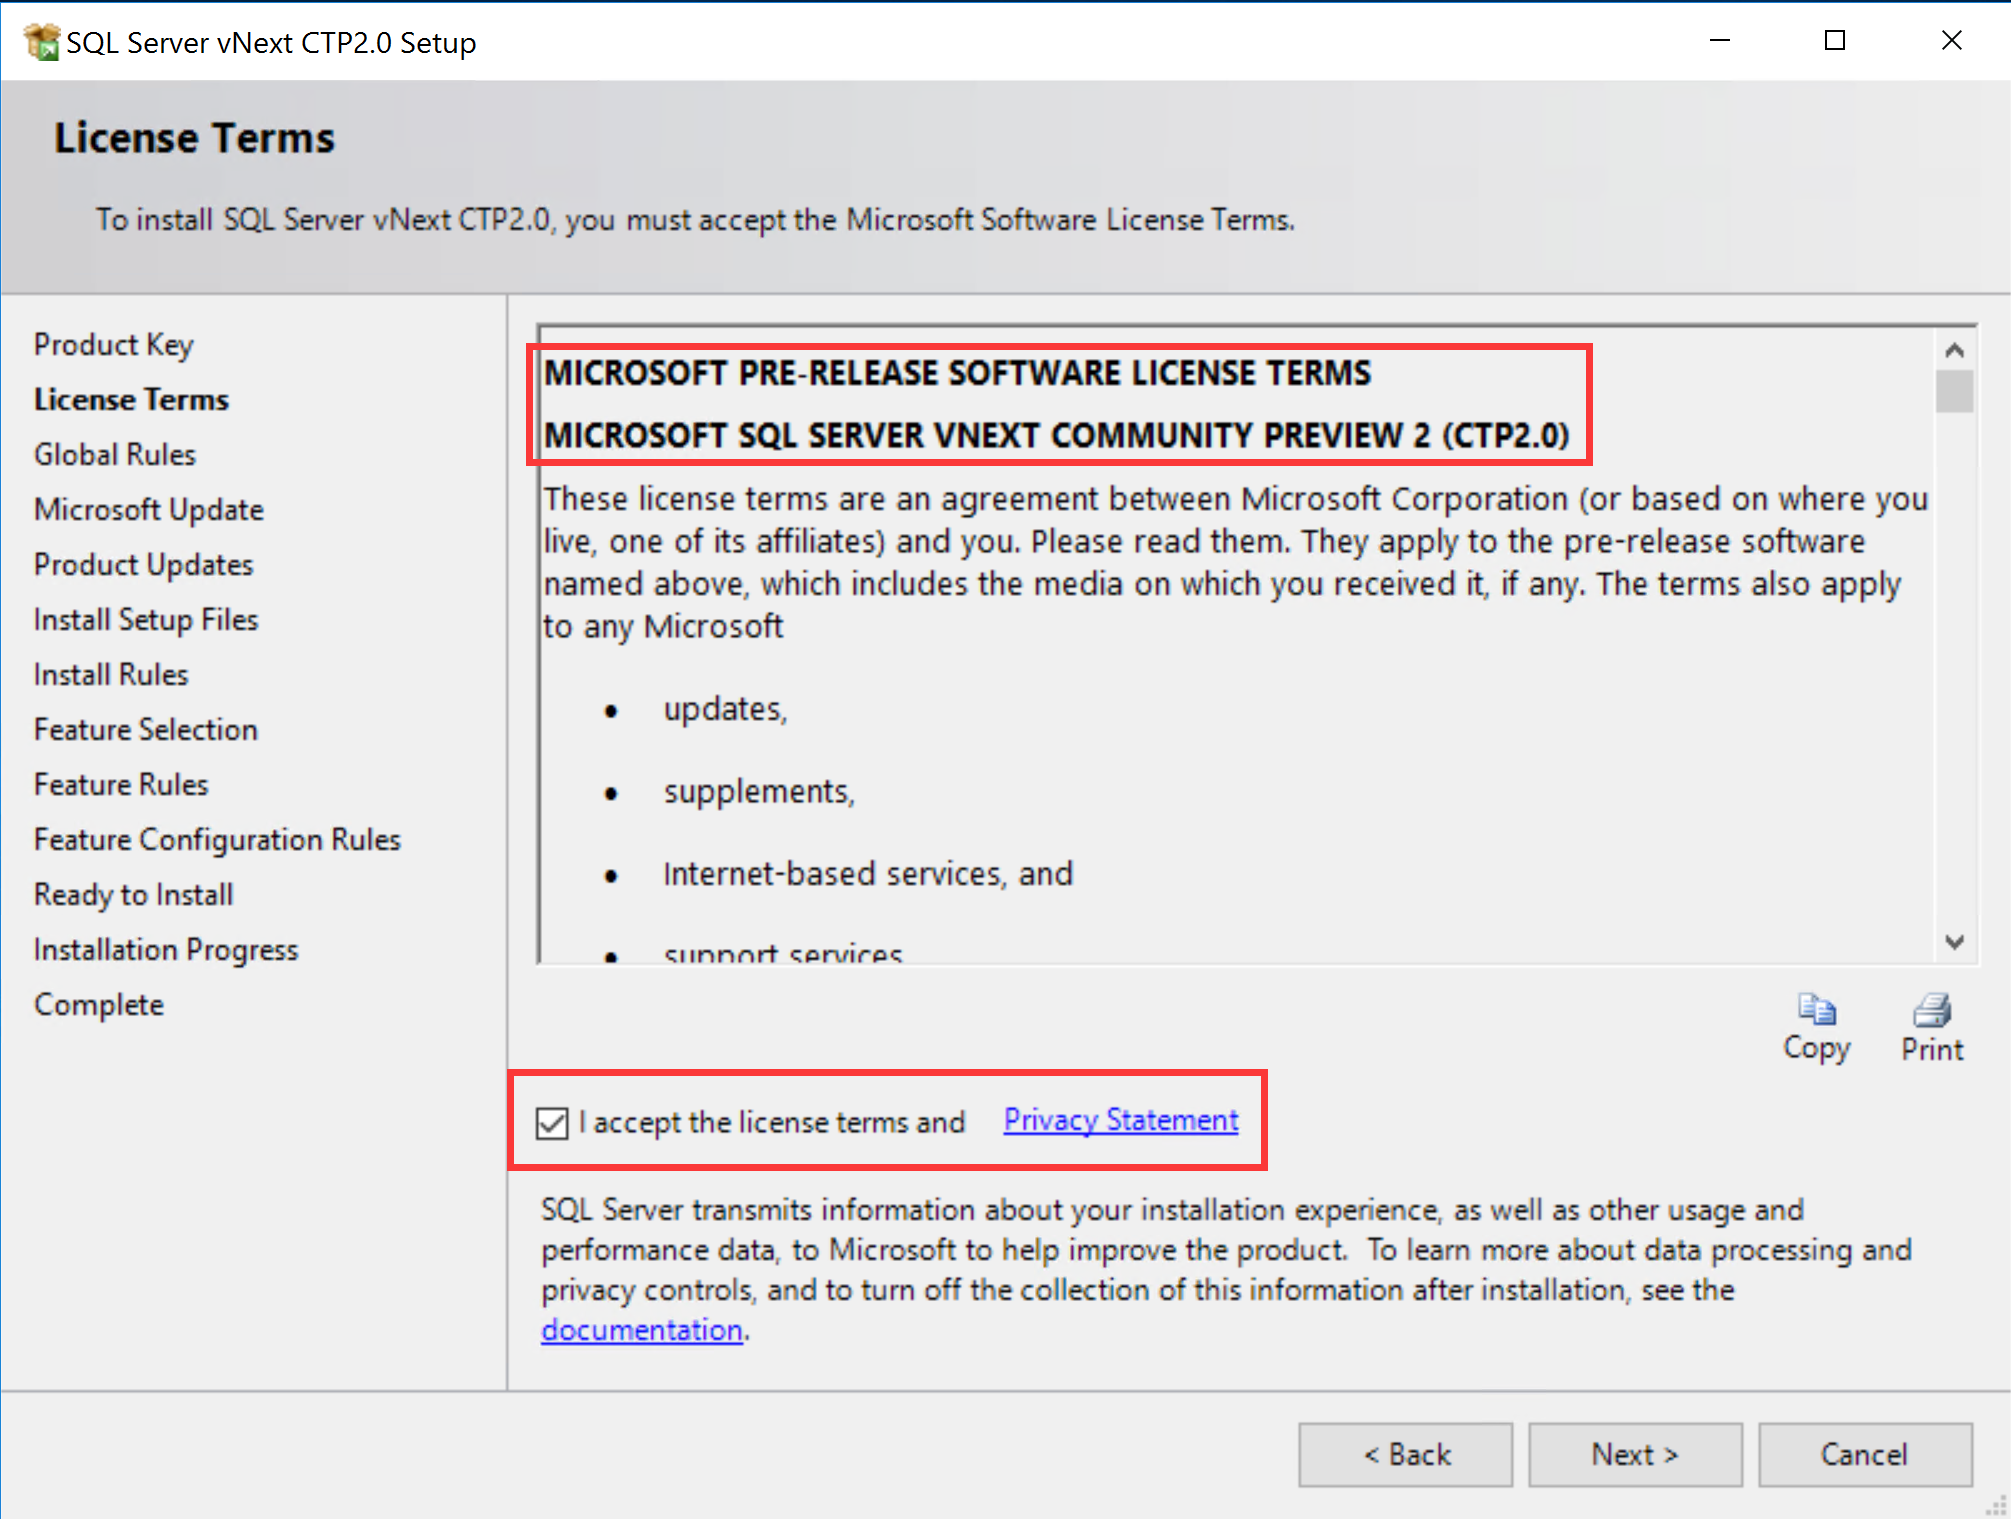 SQL Server vNext CTP2.0 Setup
License Terms
To install SQL Server vNext CTP2.0, you must accept the Microsoft Software License Terms.
Product Key
License Terms
Global Rules
Microsoft Update
Product Updates
Install Setup Files
Install Rules
Feature Selection
Feature Rules
Feature Configuration Rules
Ready to Install
Installation Progress
Complete
MICROSOFT PRE-RELEASE SOFTWARE LICENSE TERMS
MICROSOFT SQL SERVER VNEXT COMMUNITY PREVIEW 2 (CTP2.0)
These license terms are an agreement between Microsoft Corporation (or based on where you
live, one of its affiliates) and you. Please read them. They apply to the pre-release software
named above, which includes the media on which you received it, if any. The terms also apply
to any Microsoft
• updates,
• supplements,
• Internet-based services, and
• support services
Copy
Print
I accept the license terms and Privacy Statement
SQL Server transmits information about your installation experience, as well as other usage and
performance data, to Microsoft to help improve the product. To learn more about data processing and
privacy controls, and to turn off the collection of this information after installation, see the
documentation.
< Back
Next >
Cancel